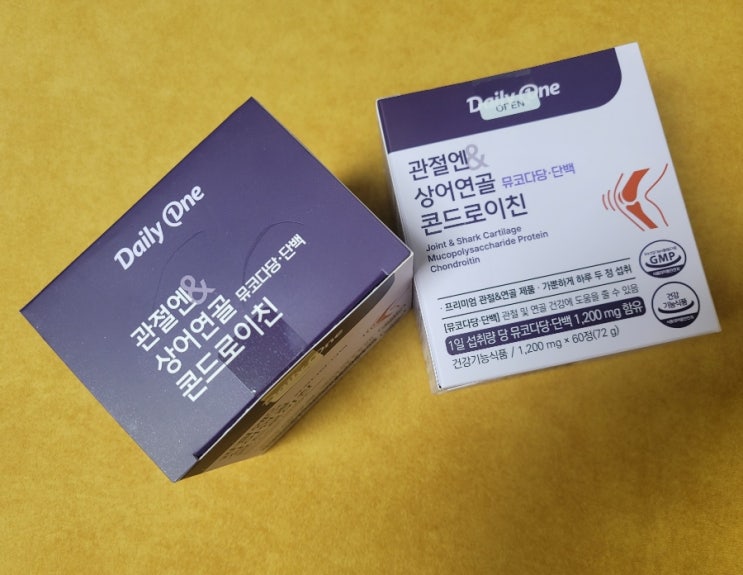 Daily One
관절엔&
상어연골 뮤코다당·단백
콘드로이친
Daily One
OPEN
관절엔&
상어연골 뮤코다당·단백
콘드로이친
Joint & Shark Cartilage
Mucopolysaccharide Protein
Chondroitin
GMP
· 프리미엄 관절&연골 제품 · 가뿐하게 하루 두 정 섭취
[뮤코다당·단백] 관절 및 연골 건강에 도움을 줄 수 있음
1일 섭취량 당 뮤코다당·단백 1,200 mg 함유
건강기능식품 / 1,200 mg × 60정(72 g)
건강
기능식품